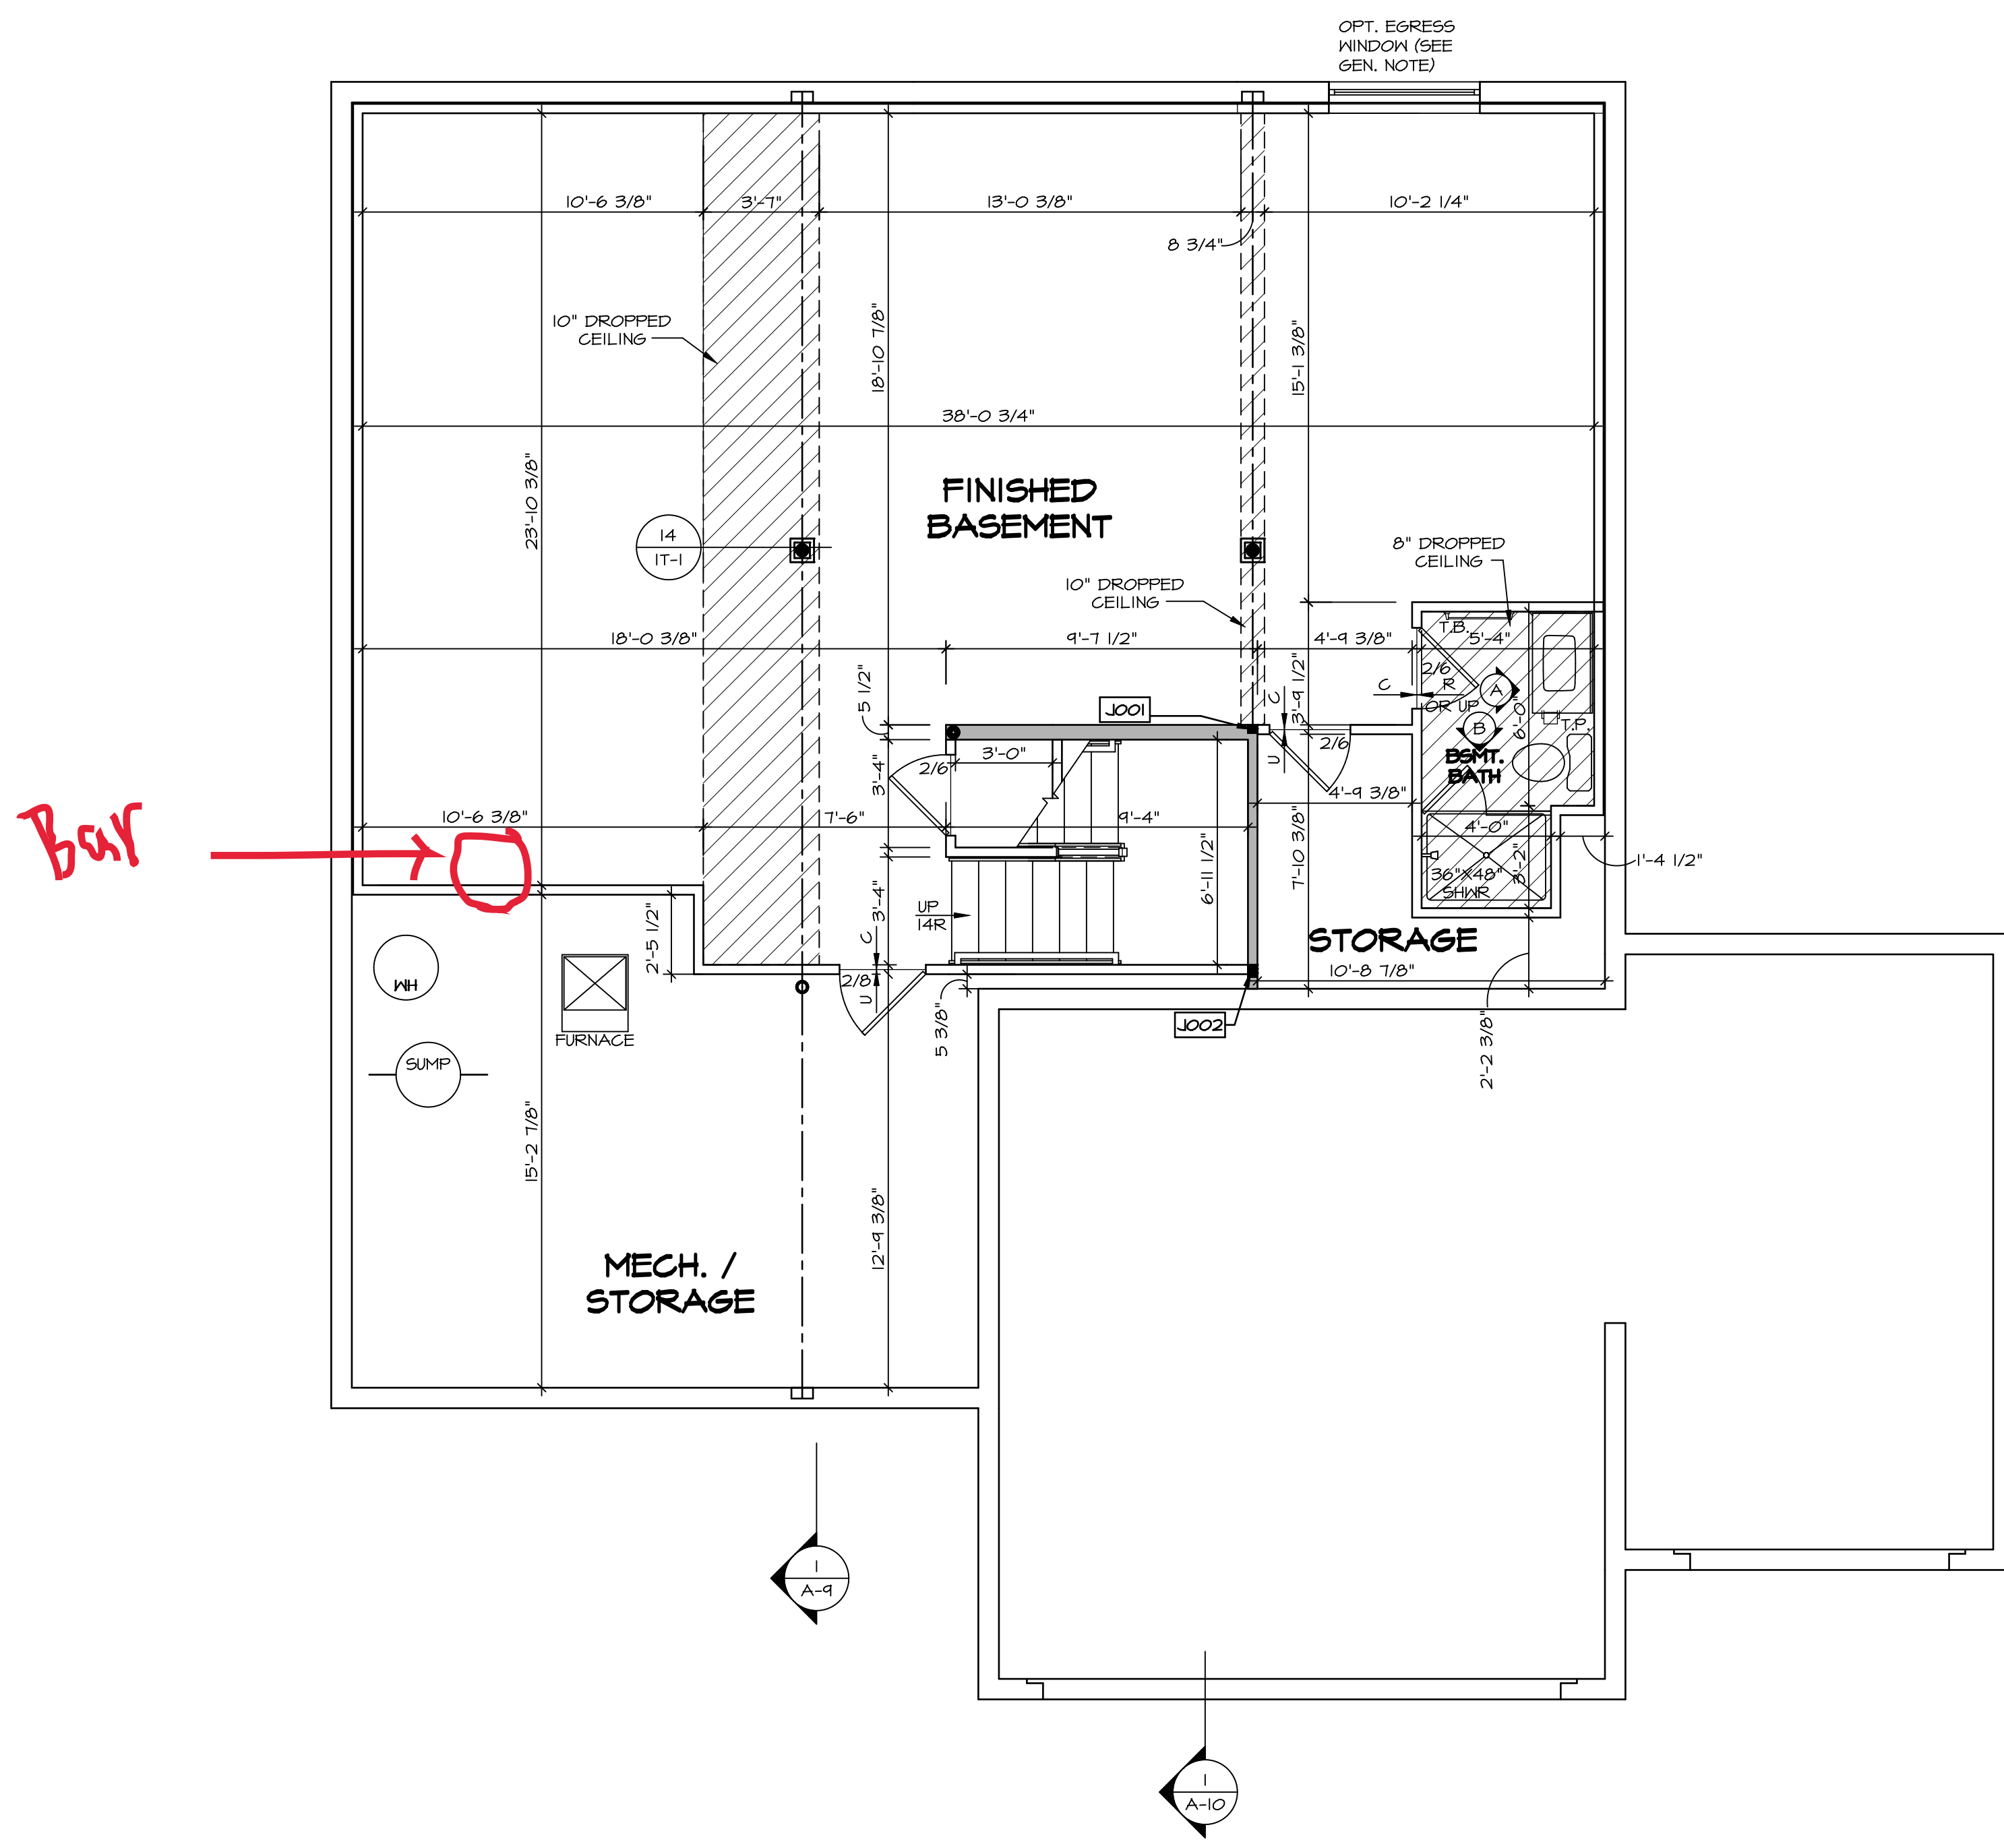 OPT. EGRESS
WINDOW (SEE
GEN. NOTE)
10'-6 3/8"
3'-7"
13'-0 3/8"
10'-2 1/4"
8 3/4"
10" DROPPED
CEILING
18'-10 7/8"
15'-1 3/8"
38'-0 3/4"
23'-10 3/8"
FINISHED
BASEMENT
14
1T-1
8" DROPPED
CEILING
10" DROPPED
CEILING
18'-0 3/8"
9'-7 1/2"
4'-9 3/8"
T.B.
5'-4"
2/6
C
R
OR UP
A
B
6'-0"
T.P.
BSMT.
BATH
5 1/2"
J001
C
U
3'-9 1/2"
2/6
3'-4"
2/6
3'-0"
Bar
10'-6 3/8"
7'-6"
9'-4"
4'-9 3/8"
4'-0"
3'-2"
36"X48"
SHWR
1'-4 1/2"
7'-10 3/8"
6'-11 1/2"
3'-4"
UP
14R
2'-5 1/2"
C
U
2/8
STORAGE
10'-8 7/8"
WH
FURNACE
SUMP
5 3/8"
J002
2'-2 3/8"
15'-2 7/8"
12'-9 3/8"
MECH. /
STORAGE
1
A-9
1
A-10